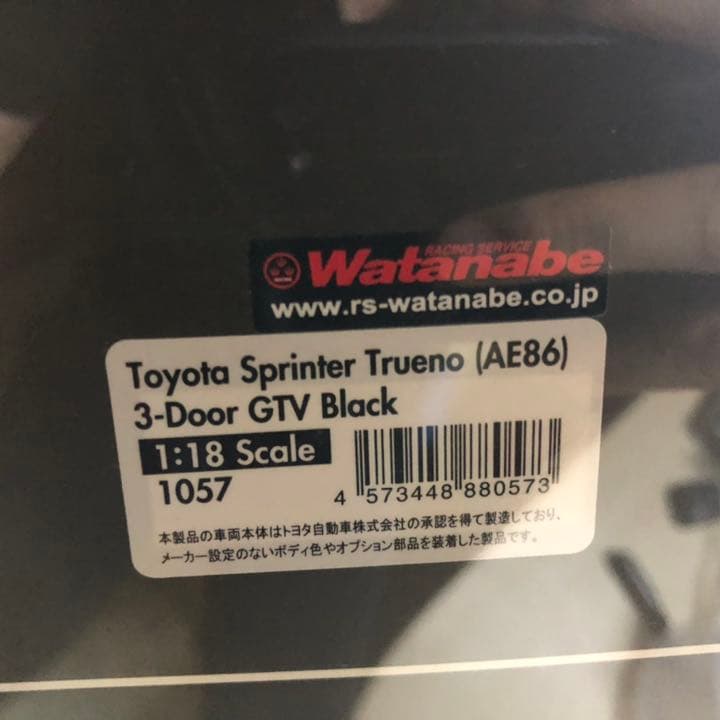 RACING SERVICE
Watanabe
www.rs-watanabe.co.jp
Toyota Sprinter Trueno (AE86)
3-Door GTV Black
1:18 Scale
1057
4 573448 880573
本製品の車両本体はトヨタ自動車株式会社の承認を得て製造しており、
メーカー設定のないボディ色やオプション部品を装着した製品です。